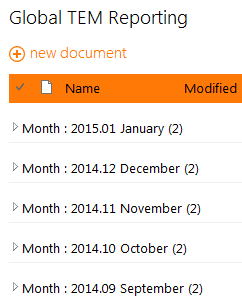 Global TEM Reporting
new document
Name Modified
Month : 2015.01 January (2)
Month : 2014.12 December (2)
Month : 2014.11 November (2)
Month : 2014.10 October (2)
Month : 2014.09 September (2)